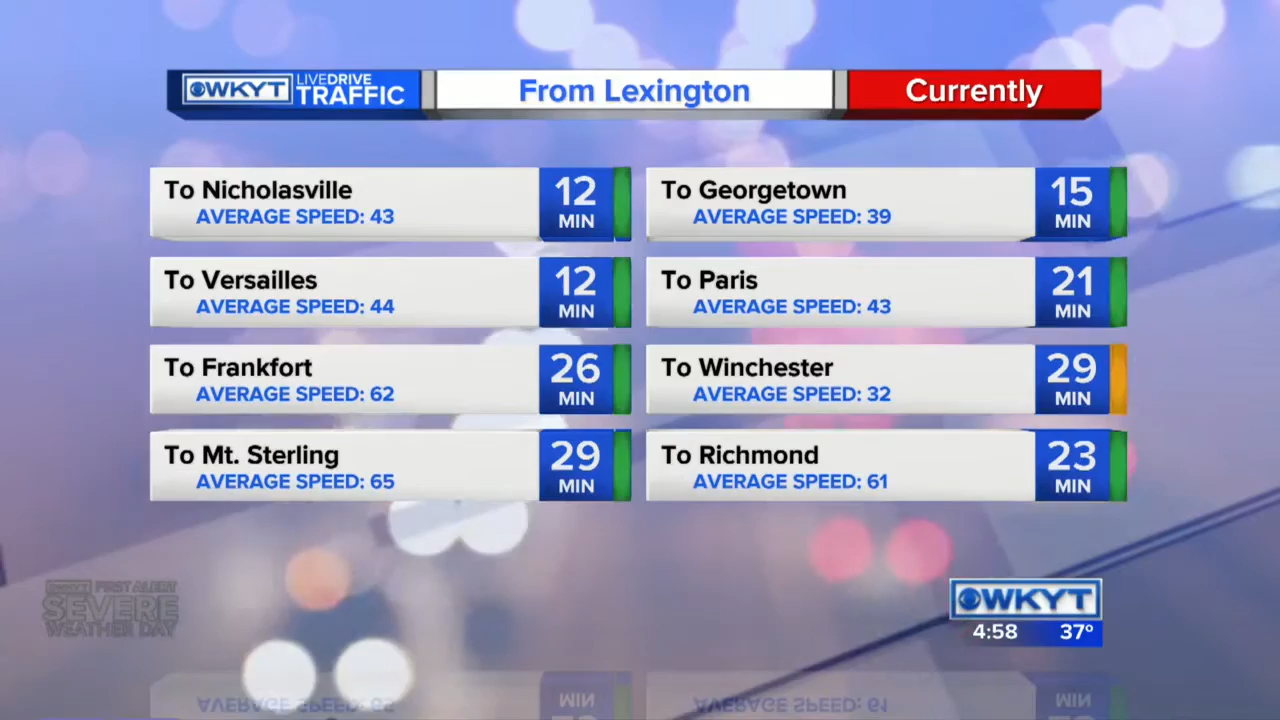 WKYT LIVEDRIVE TRAFFIC
From Lexington
Currently
To Nicholasville
AVERAGE SPEED: 43
12 MIN
To Georgetown
AVERAGE SPEED: 39
15 MIN
To Versailles
AVERAGE SPEED: 44
12 MIN
To Paris
AVERAGE SPEED: 43
21 MIN
To Frankfort
AVERAGE SPEED: 62
26 MIN
To Winchester
AVERAGE SPEED: 32
29 MIN
To Mt. Sterling
AVERAGE SPEED: 65
29 MIN
To Richmond
AVERAGE SPEED: 61
23 MIN
WKYT FIRST ALERT
SEVERE
WEATHER DAY
WKYT
4:58 37°